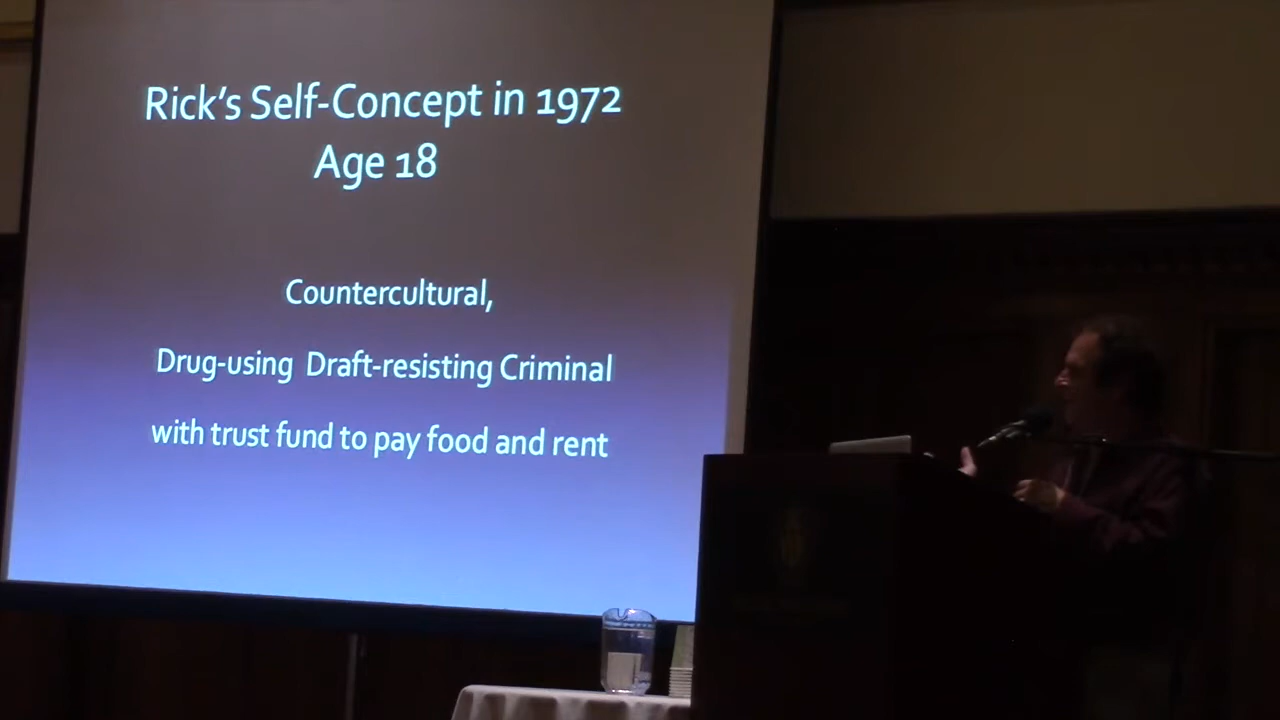 Rick's Self-Concept in 1972
Age 18
Countercultural,
Drug-using Draft-resisting Criminal
with trust fund to pay food and rent